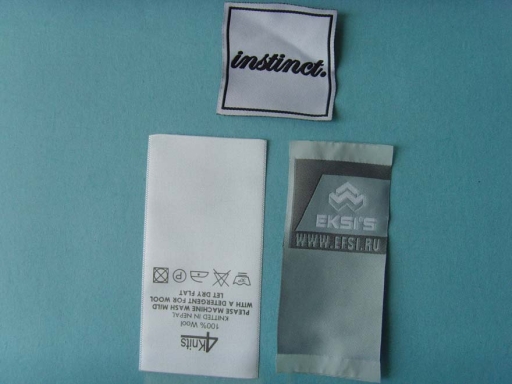 instinct.
EKSI'S
WWW.EFSI.RU
4Knits
100% Wool
KNITTED IN NEPAL
PLEASE MACHINE WASH MILD
WITH A DETERGENT FOR WOOL
LET DRY FLAT
P